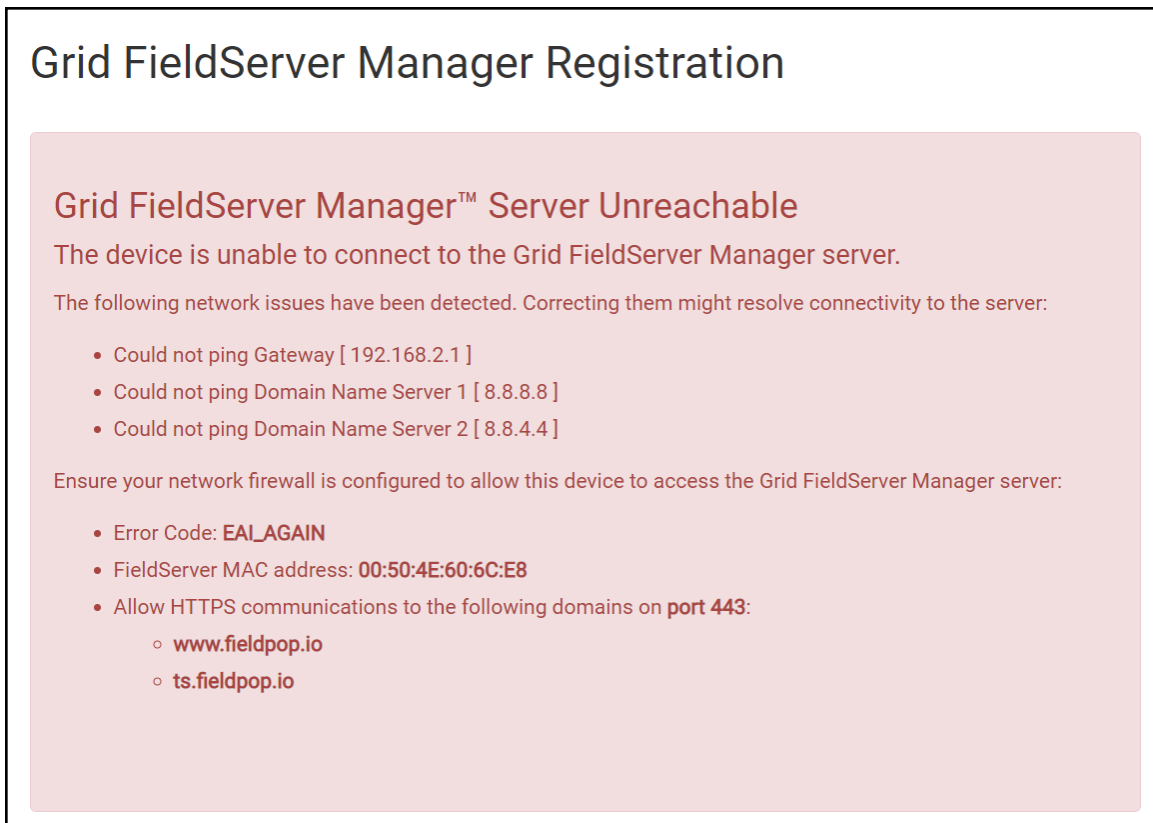 Grid FieldServer Manager Registration
Grid FieldServer Manager™ Server Unreachable
The device is unable to connect to the Grid FieldServer Manager server.
The following network issues have been detected. Correcting them might resolve connectivity to the server:
• Could not ping Gateway [ 192.168.2.1 ]
• Could not ping Domain Name Server 1 [ 8.8.8.8 ]
• Could not ping Domain Name Server 2 [ 8.8.4.4 ]
Ensure your network firewall is configured to allow this device to access the Grid FieldServer Manager server:
• Error Code: EAI_AGAIN
• FieldServer MAC address: 00:50:4E:60:6C:E8
• Allow HTTPS communications to the following domains on port 443:
◦ www.fieldpop.io
◦ ts.fieldpop.io